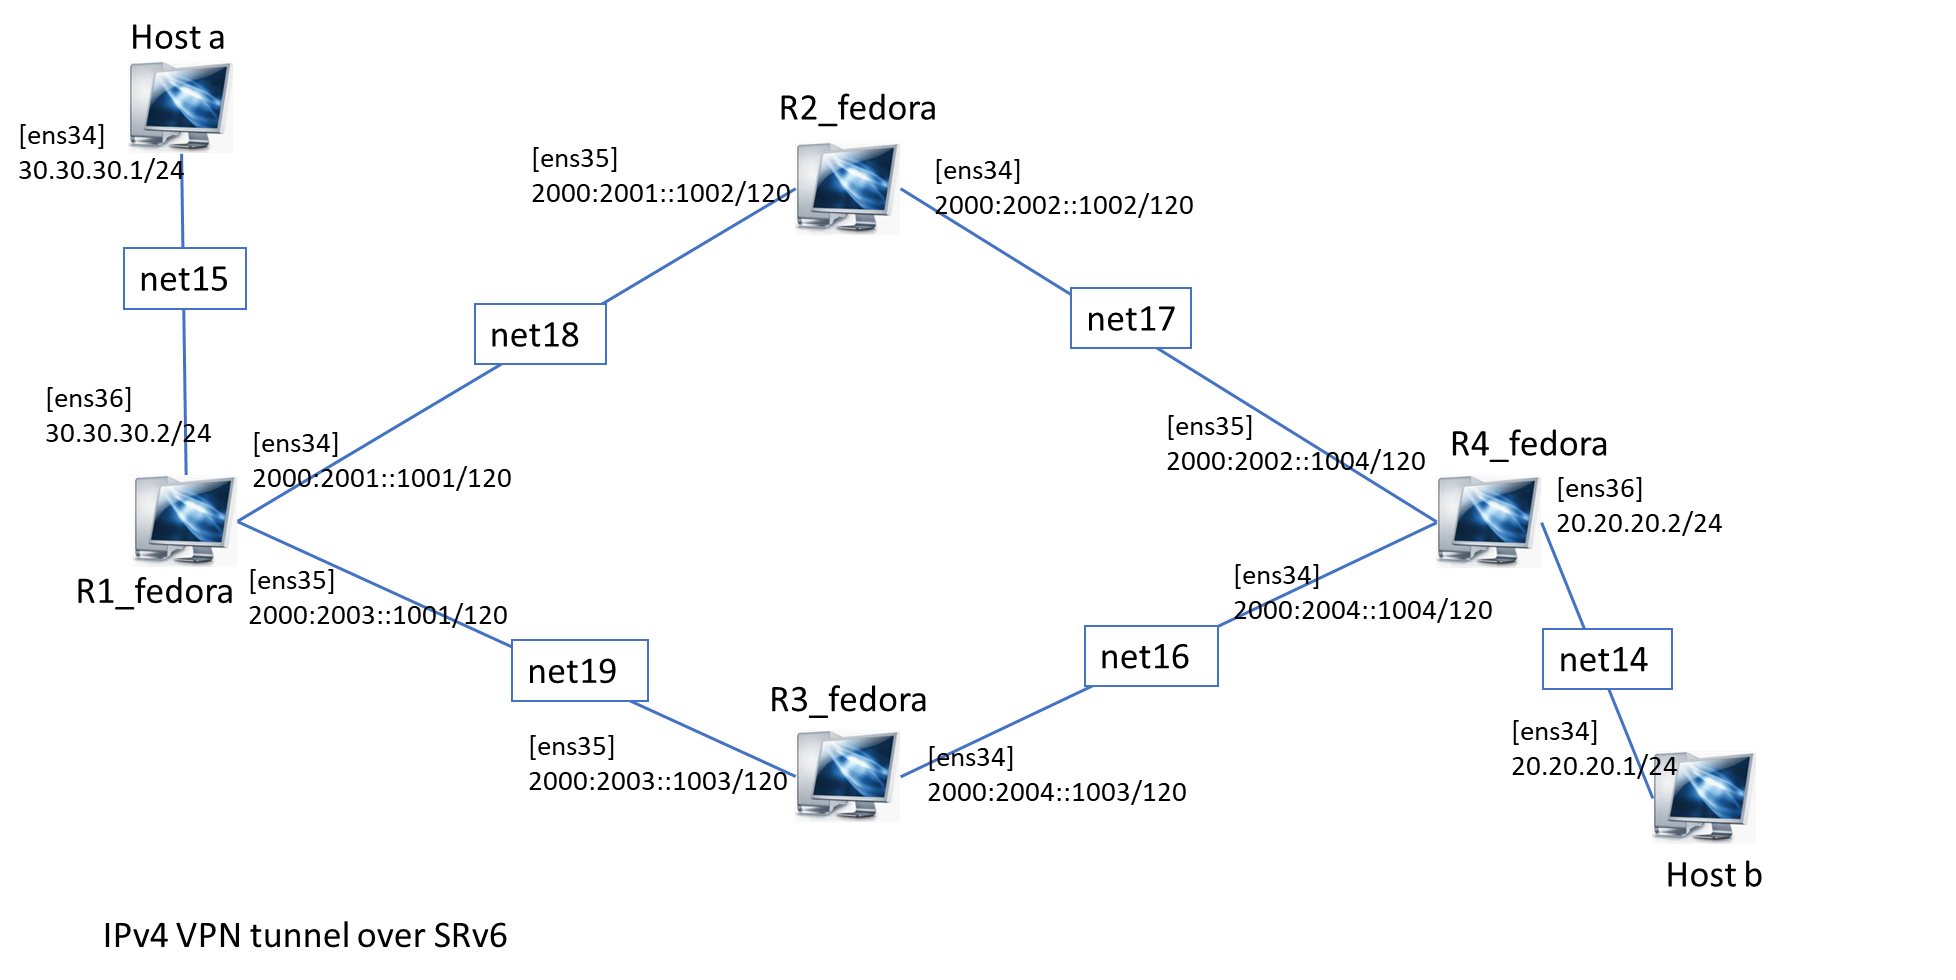 Host a
[ens34]
30.30.30.1/24
net15
[ens36]
30.30.30.2/24
R1_fedora
[ens34]
2000:2001::1001/120
[ens35]
2000:2003::1001/120
net18
[ens35]
2000:2001::1002/120
R2_fedora
[ens34]
2000:2002::1002/120
net17
[ens35]
2000:2002::1004/120
R4_fedora
[ens36]
20.20.20.2/24
net19
[ens35]
2000:2003::1003/120
R3_fedora
[ens34]
2000:2004::1003/120
net16
[ens34]
2000:2004::1004/120
net14
[ens34]
20.20.20.1/24
Host b
IPv4 VPN tunnel over SRv6